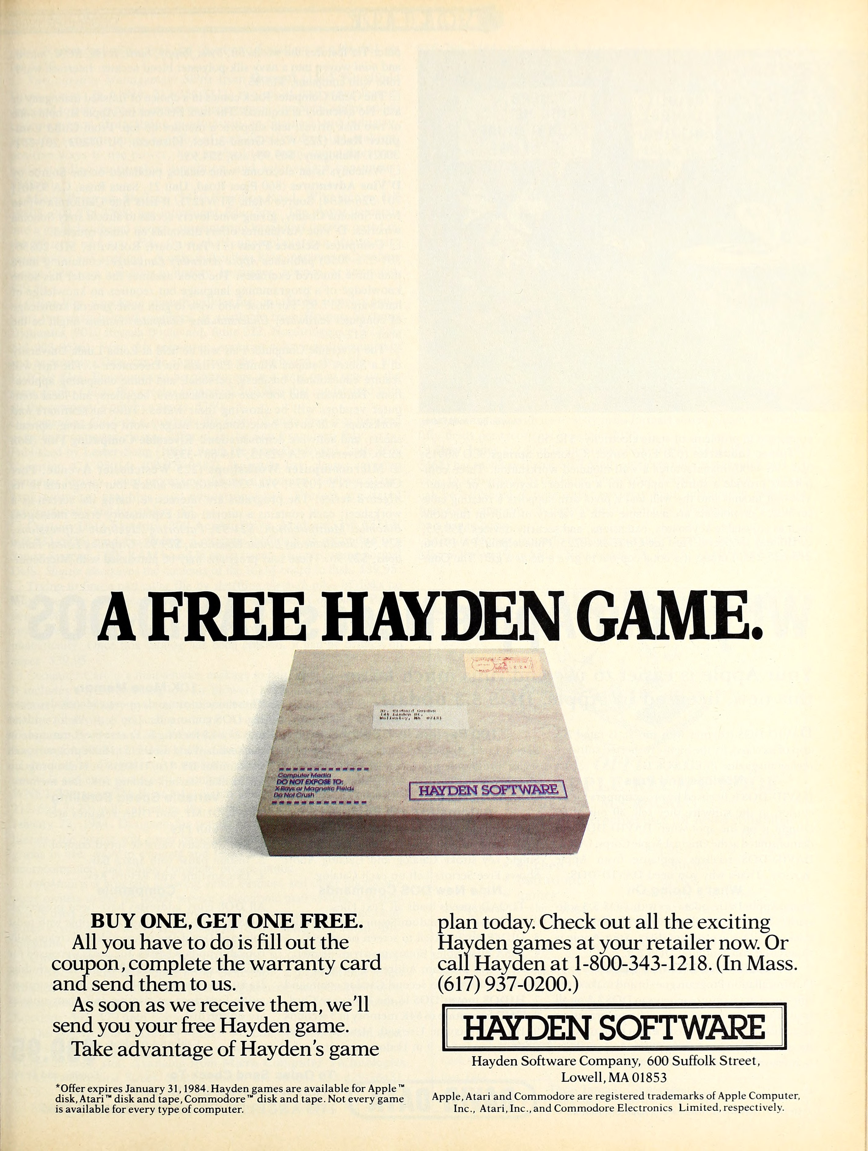 A FREE HAYDEN GAME.
Computer Media
DO NOT EXPOSE TO:
X-Rays or Magnetic Fields
Do Not Crush
HAYDEN SOFTWARE
BUY ONE, GET ONE FREE.
All you have to do is fill out the
coupon, complete the warranty card
and send them to us.
As soon as we receive them, we'll
send you your free Hayden game.
Take advantage of Hayden's game
*Offer expires January 31, 1984. Hayden games are available for Apple™
disk, Atari™ disk and tape, Commodore™ disk and tape. Not every game
is available for every type of computer.
plan today. Check out all the exciting
Hayden games at your retailer now. Or
call Hayden at 1-800-343-1218. (In Mass.
(617) 937-0200.)
HAYDEN SOFTWARE
Hayden Software Company, 600 Suffolk Street,
Lowell, MA 01853
Apple, Atari and Commodore are registered trademarks of Apple Computer,
Inc., Atari, Inc., and Commodore Electronics Limited, respectively.